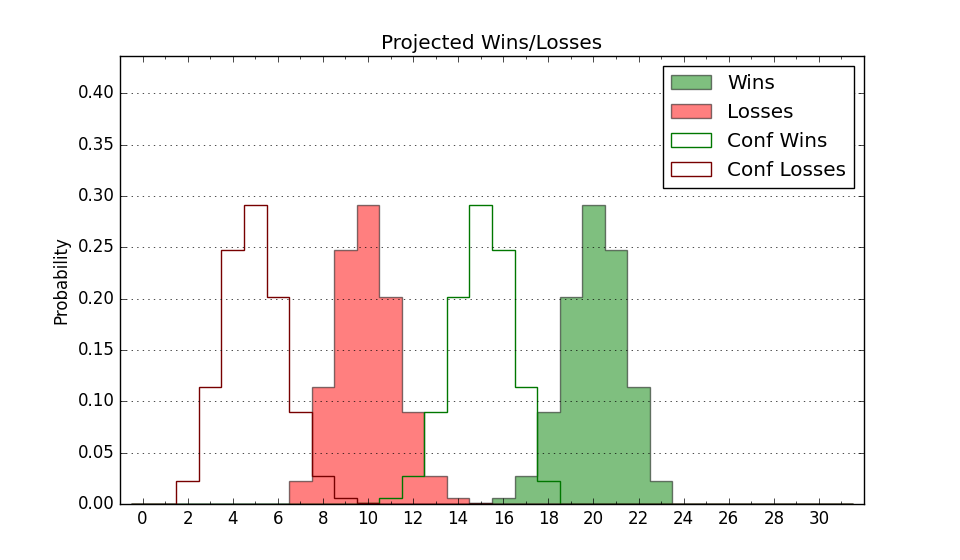 Projected Wins/Losses
Wins
Losses
Conf Wins
Conf Losses
Probability
0.40
0.35
0.30
0.25
0.20
0.15
0.10
0.05
0.00
0 2 4 6 8 10 12 14 16 18 20 22 24 26 28 30